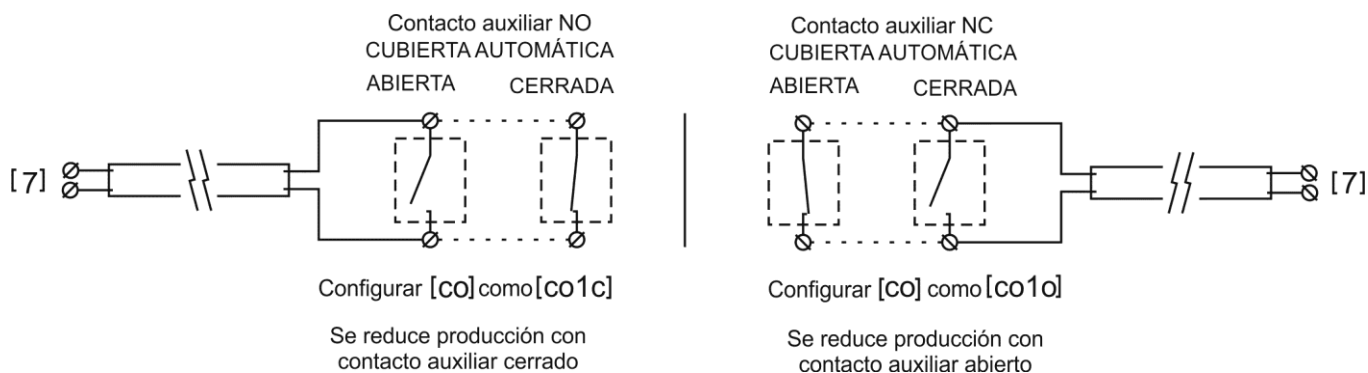 Contacto auxiliar NO
CUBIERTA AUTOMÁTICA
ABIERTA CERRADA
[7]
Configurar [co] como [co1c]
Se reduce producción con
contacto auxiliar cerrado
Contacto auxiliar NC
CUBIERTA AUTOMÁTICA
ABIERTA CERRADA
[7]
Configurar [co] como [co1o]
Se reduce producción con
contacto auxiliar abierto